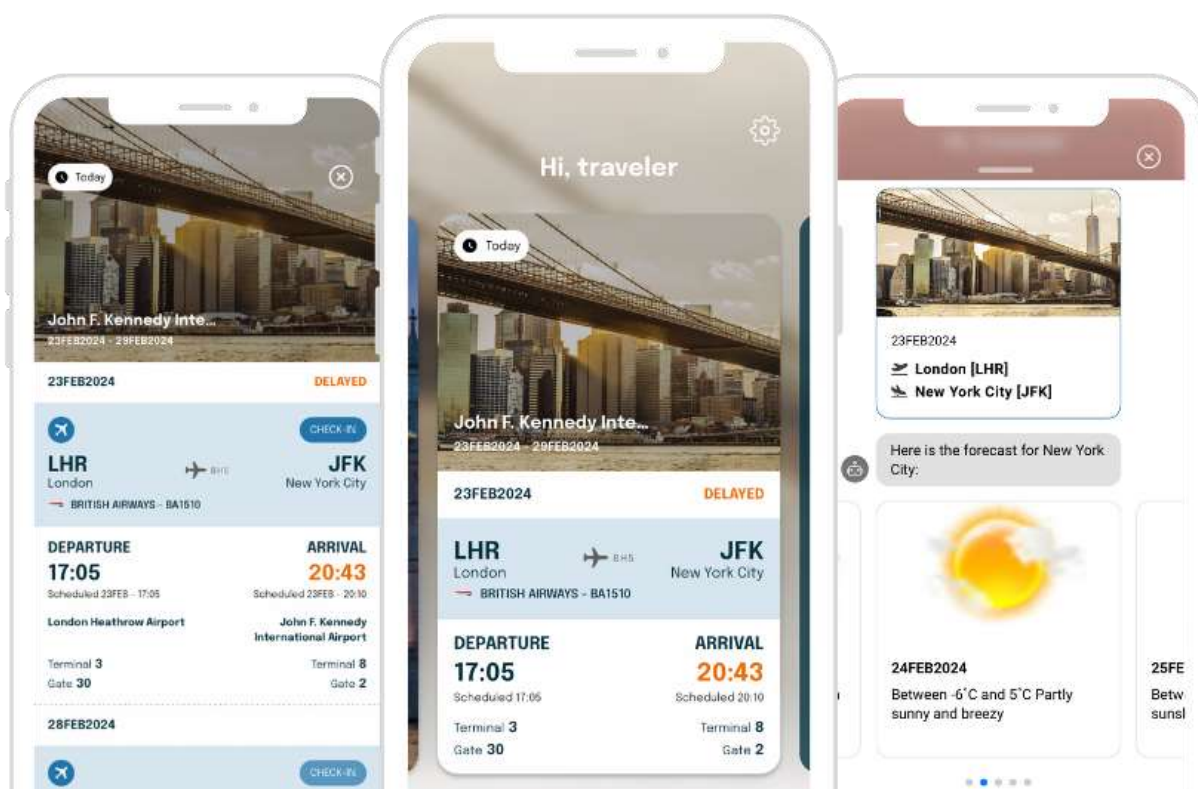 Today
John F. Kennedy Inte...
23FEB2024 - 29FEB2024
23FEB2024 DELAYED
CHECK-IN
LHR 8H5 JFK
London New York City
BRITISH AIRWAYS - BA1510
DEPARTURE ARRIVAL
17:05 20:43
Scheduled 23FEB - 17:05 Scheduled 23FEB - 20:10
London Heathrow Airport John F. Kennedy
International Airport
Terminal 3 Terminal 8
Gate 30 Gate 2
28FEB2024
CHECK-IN
Hi, traveler
Today
John F. Kennedy Inte...
23FEB2024 - 29FEB2024
23FEB2024 DELAYED
LHR 8H5 JFK
London New York City
BRITISH AIRWAYS - BA1510
DEPARTURE ARRIVAL
17:05 20:43
Scheduled 17:05 Scheduled 20:10
Terminal 3 Terminal 8
Gate 30 Gate 2
23FEB2024
London [LHR]
New York City [JFK]
Here is the forecast for New York
City:
24FEB2024
Between -6°C and 5°C Partly
sunny and breezy
25FE
Betw
sunsl